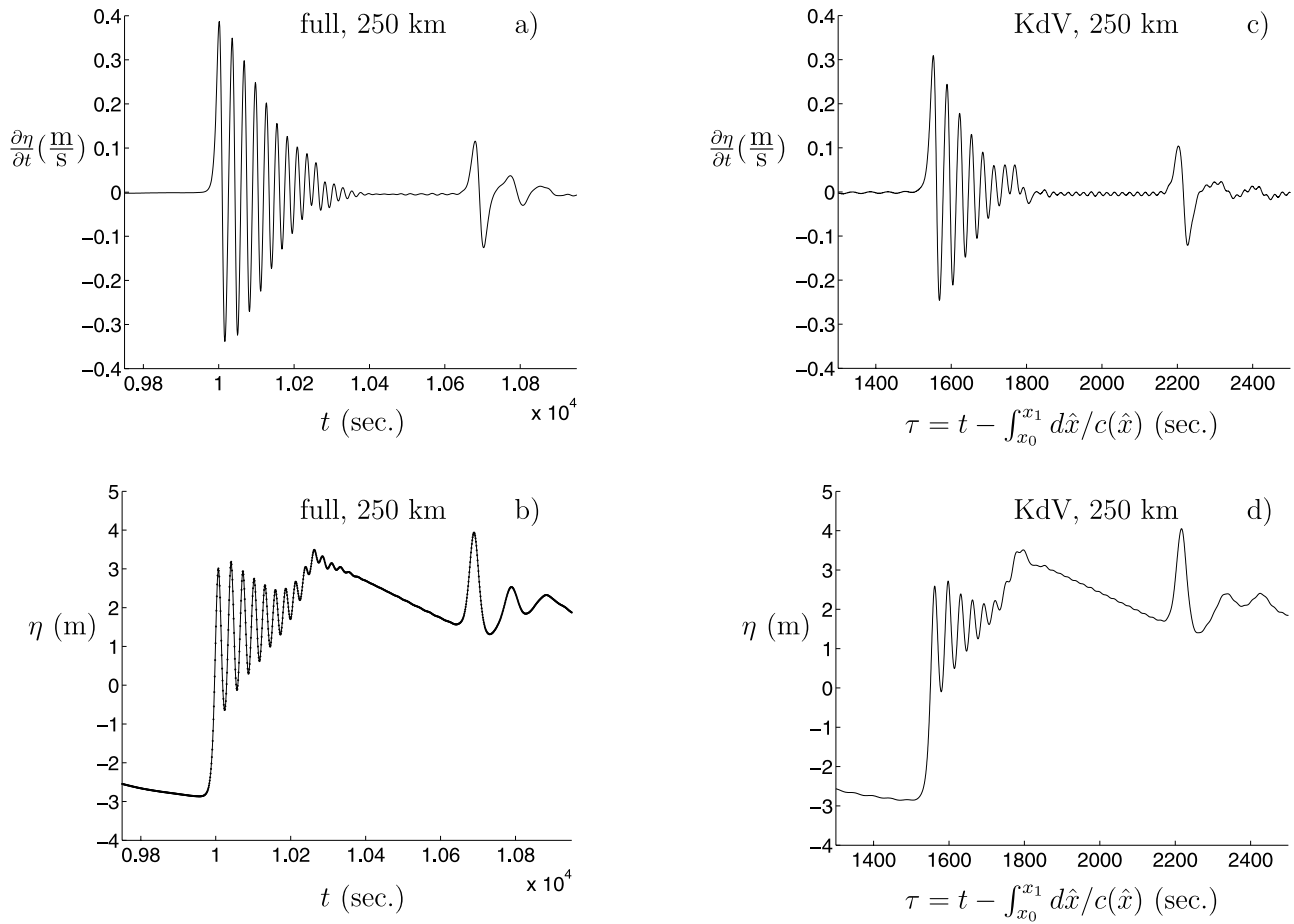 full, 250 km a)
0.4
0.3
0.2
0.1
0
−0.1
−0.2
−0.3
−0.4
∂η/∂t (m/s)
0.98 1 1.02 1.04 1.06 1.08
x 10^4
t (sec.)
KdV, 250 km c)
0.4
0.3
0.2
0.1
0
−0.1
−0.2
−0.3
−0.4
∂η/∂t (m/s)
1400 1600 1800 2000 2200 2400
τ = t − ∫_{x_0}^{x_1} dx̂/c(x̂) (sec.)
full, 250 km b)
5
4
3
2
1
0
−1
−2
−3
−4
η (m)
0.98 1 1.02 1.04 1.06 1.08
x 10^4
t (sec.)
KdV, 250 km d)
5
4
3
2
1
0
−1
−2
−3
−4
η (m)
1400 1600 1800 2000 2200 2400
τ = t − ∫_{x_0}^{x_1} dx̂/c(x̂) (sec.)